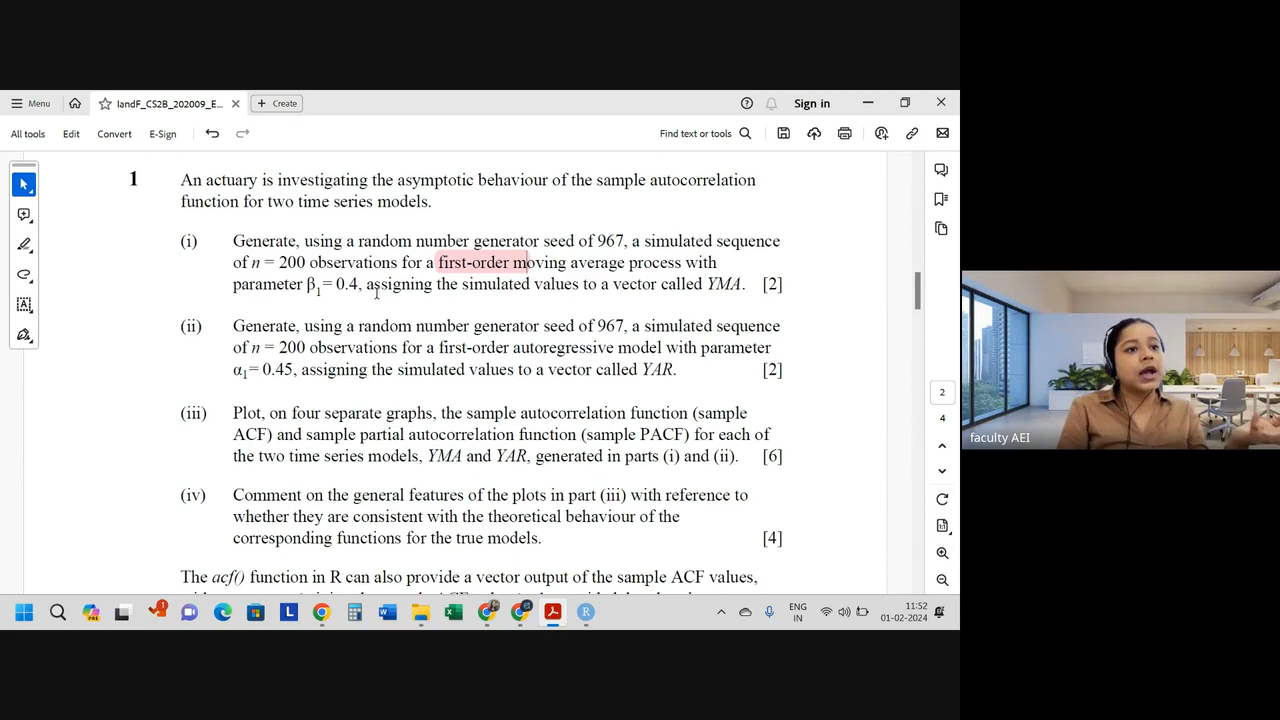 Menu
IandF_CS2B_202009_E...
Create
Sign in
All tools
Edit
Convert
E-Sign
Find text or tools
1 An actuary is investigating the asymptotic behaviour of the sample autocorrelation
function for two time series models.
(i) Generate, using a random number generator seed of 967, a simulated sequence
of n = 200 observations for a first-order moving average process with
parameter β1= 0.4, assigning the simulated values to a vector called YMA. [2]
(ii) Generate, using a random number generator seed of 967, a simulated sequence
of n = 200 observations for a first-order autoregressive model with parameter
α1= 0.45, assigning the simulated values to a vector called YAR. [2]
(iii) Plot, on four separate graphs, the sample autocorrelation function (sample
ACF) and sample partial autocorrelation function (sample PACF) for each of
the two time series models, YMA and YAR, generated in parts (i) and (ii). [6]
(iv) Comment on the general features of the plots in part (iii) with reference to
whether they are consistent with the theoretical behaviour of the
corresponding functions for the true models. [4]
The acf() function in R can also provide a vector output of the sample ACF values,
2
4
faculty AEI
ENG
IN
11:52
01-02-2024